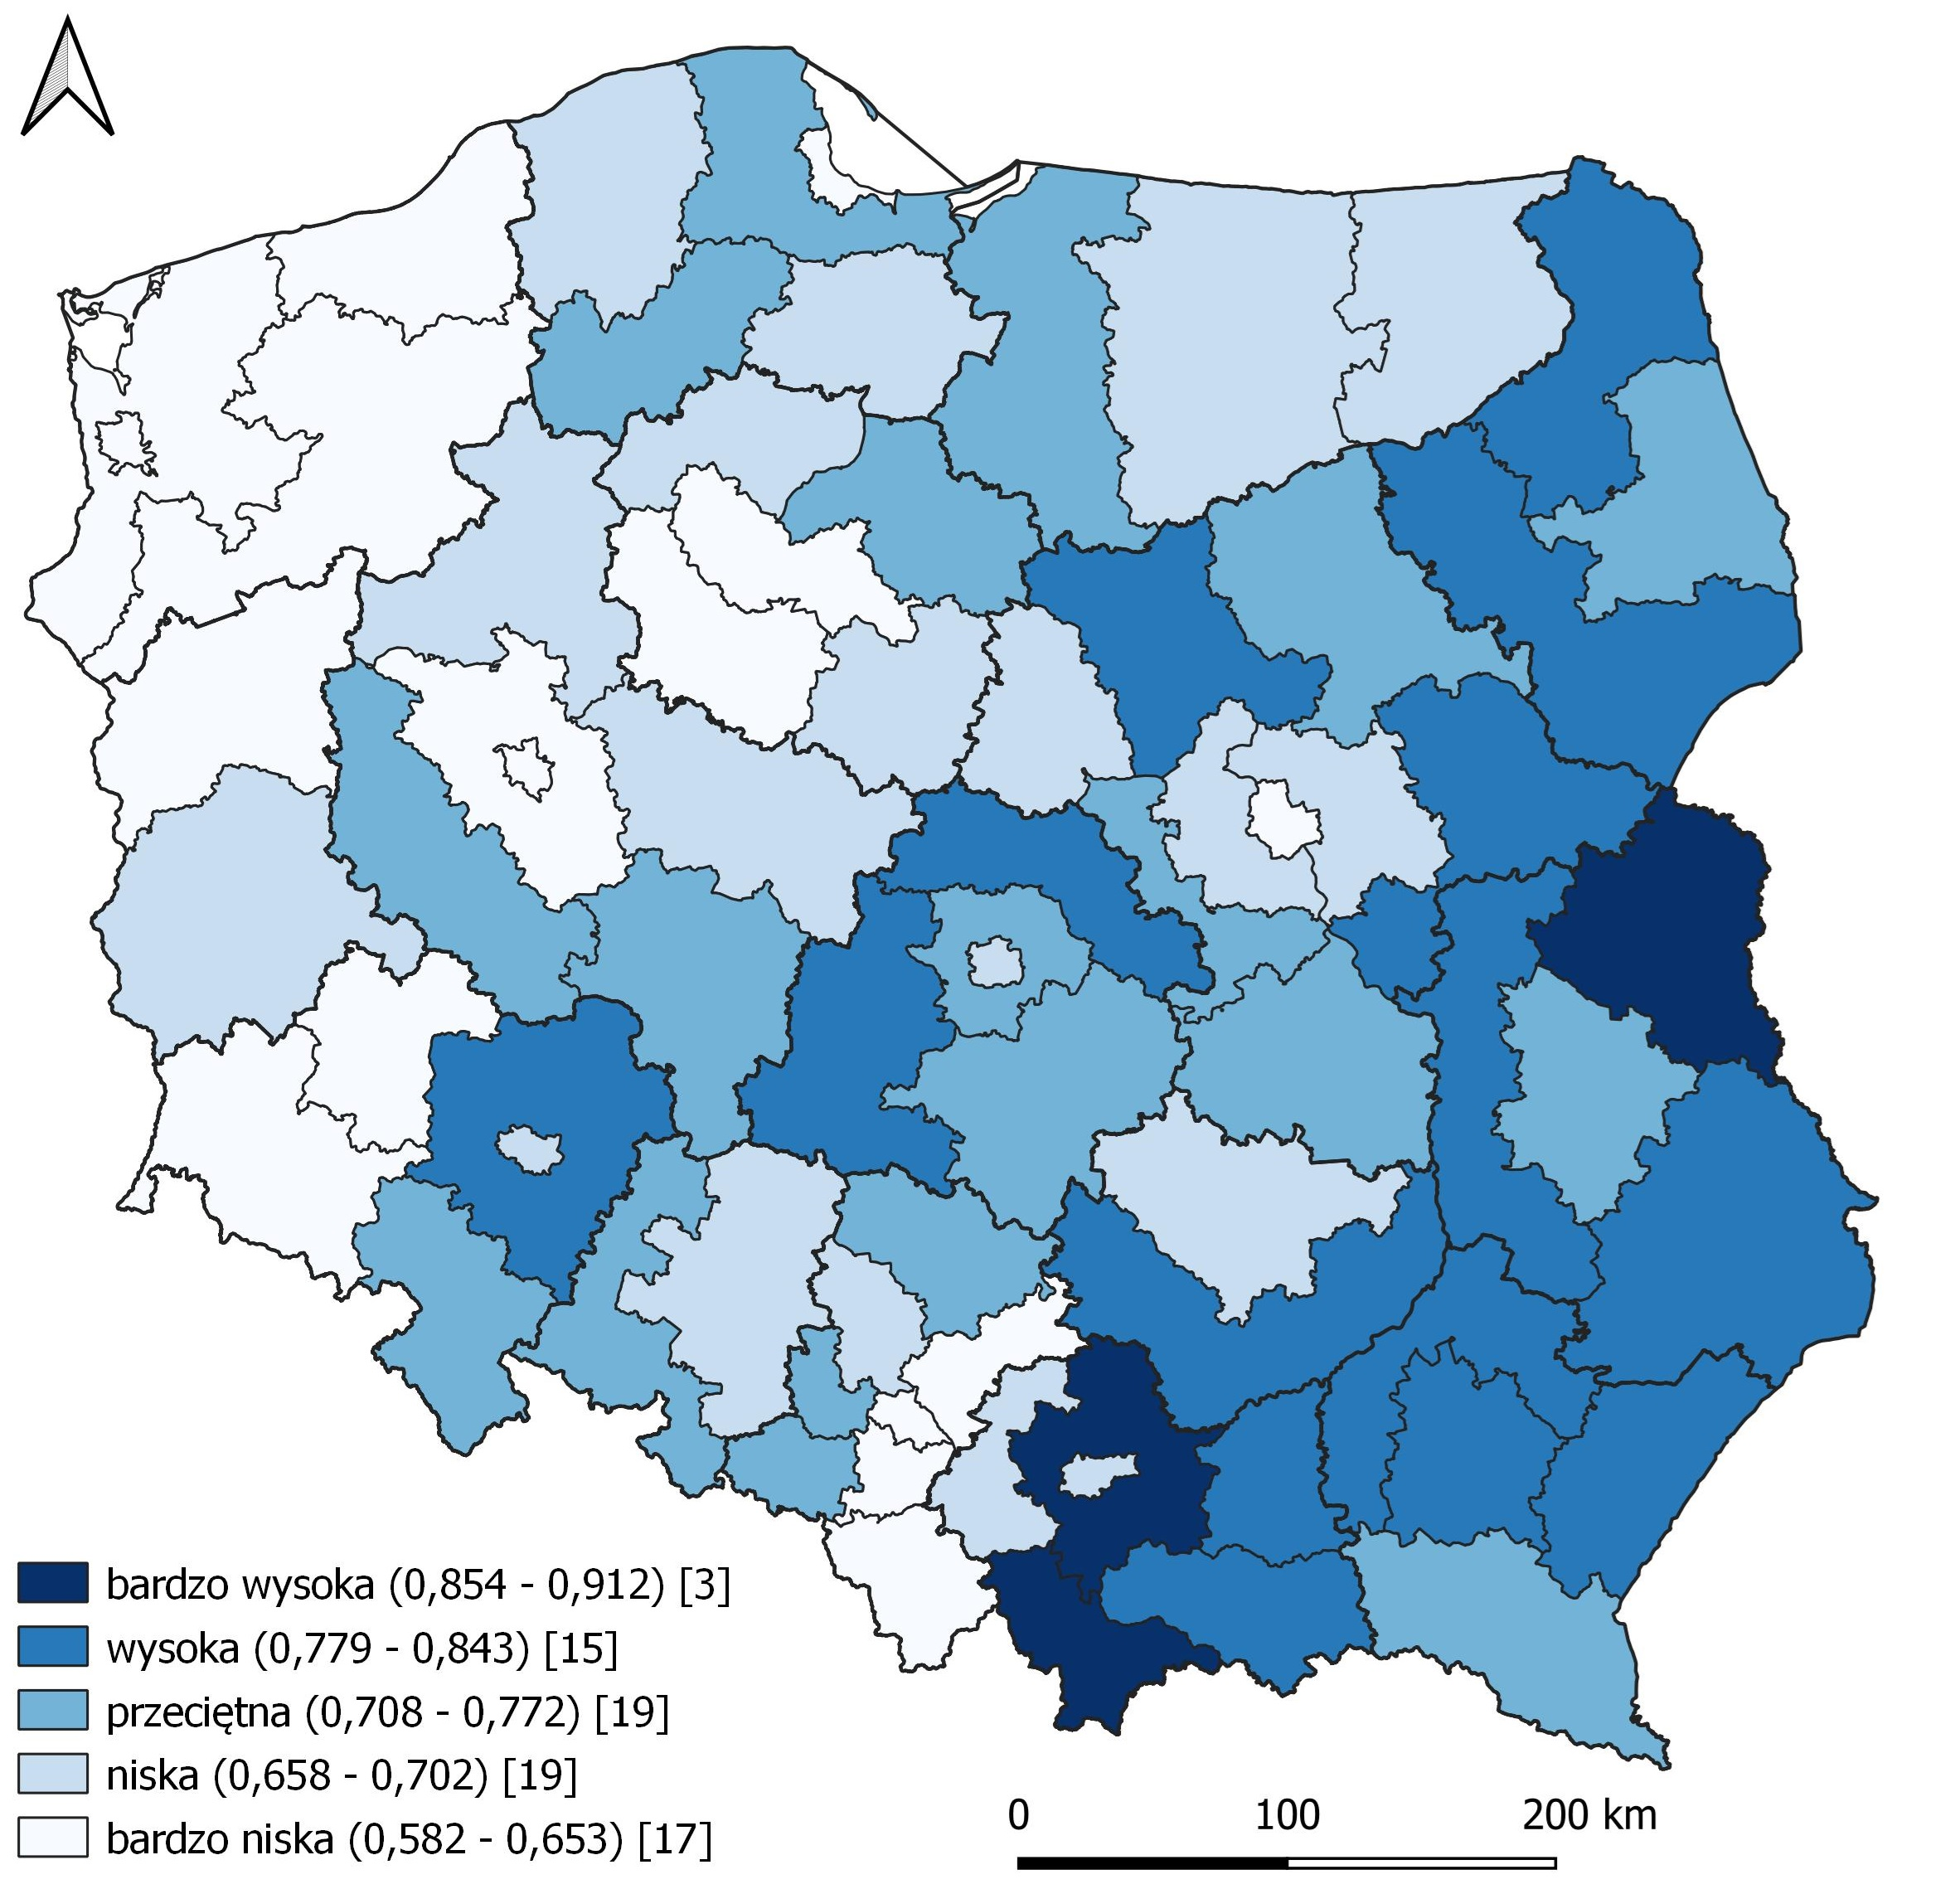 bardzo wysoka (0,854 - 0,912) [3]
wysoka (0,779 - 0,843) [15]
przeciętna (0,708 - 0,772) [19]
niska (0,658 - 0,702) [19]
bardzo niska (0,582 - 0,653) [17]
0 100 200 km